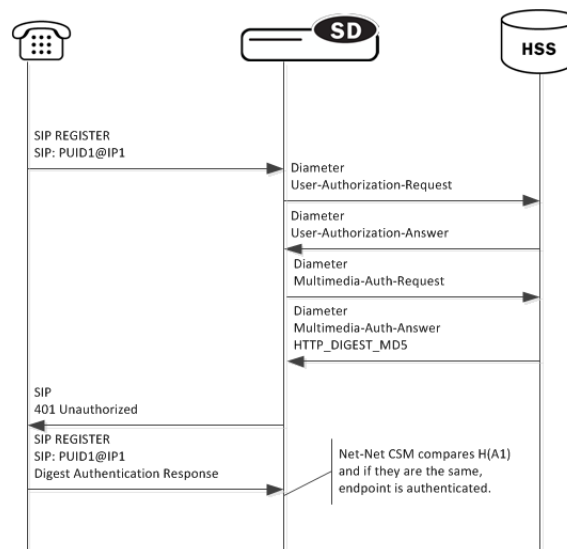 SD
HSS
SIP REGISTER
SIP: PUID1@IP1
Diameter
User-Authorization-Request
Diameter
User-Authorization-Answer
Diameter
Multimedia-Auth-Request
Diameter
Multimedia-Auth-Answer
HTTP_DIGEST_MD5
SIP
401 Unauthorized
SIP REGISTER
SIP: PUID1@IP1
Digest Authentication Response
Net-Net CSM compares H(A1)
and if they are the same,
endpoint is authenticated.